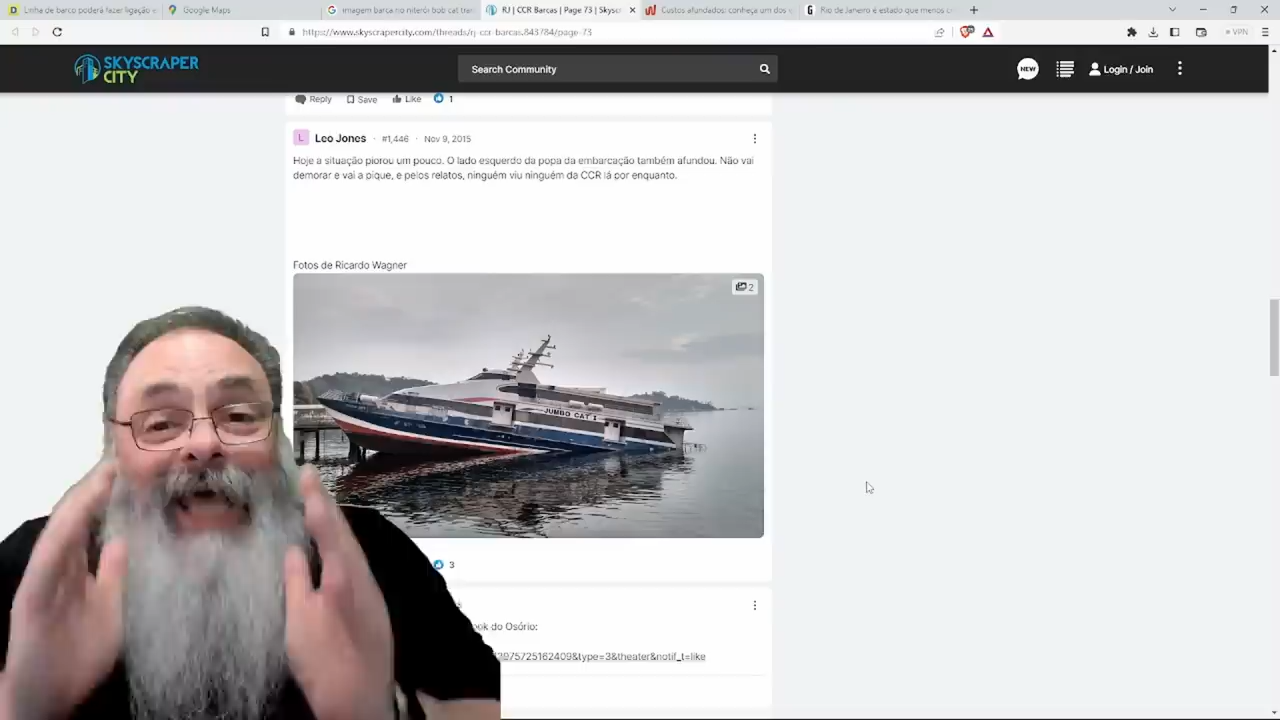 Linha de barco poderá fazer ligação
Google Maps
imagem barca rio niterói bob cat tran
RJ | CCR Barcas | Page 73 | Skysc
Custos afundados: conheça um dos
Rio de Janeiro é estado que menos cr
https://www.skyscrapercity.com/threads/rj-ccr-barcas.843784/page-73
VPN
SKYSCRAPER
CITY
Search Community
NEW
Login / Join
Reply
Save
Like
1
L
Leo Jones · #1,446 · Nov 9, 2015
Hoje a situação piorou um pouco. O lado esquerdo da popa da embarcação também afundou. Não vai
demorar e vai a pique, e pelos relatos, ninguém viu ninguém da CCR lá por enquanto.
Fotos de Ricardo Wagner
2
JUMBO CAT I
3
do Osório:
3975725162409&type=3&theater&notif_t=like